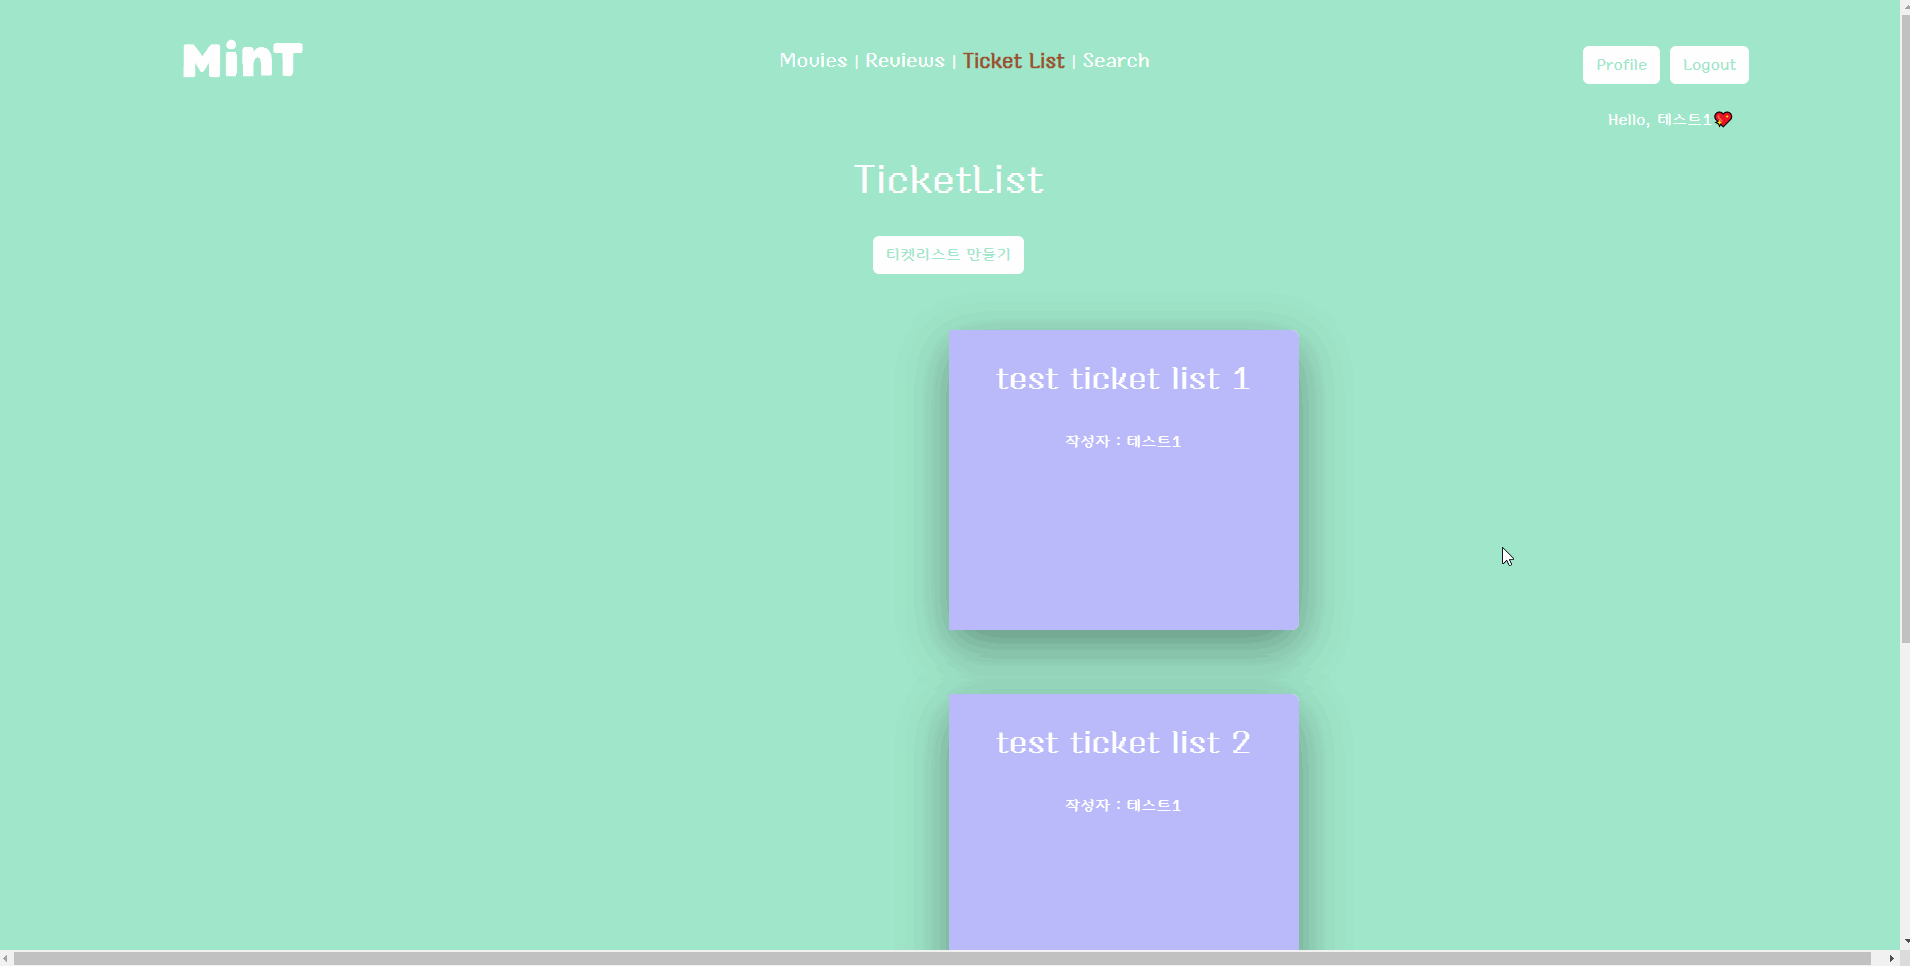 MinT
Movies | Reviews | Ticket List | Search
Profile
Logout
Hello, 테스트1💖
TicketList
티켓리스트 만들기
test ticket list 1
작성자 : 테스트1
test ticket list 2
작성자 : 테스트1